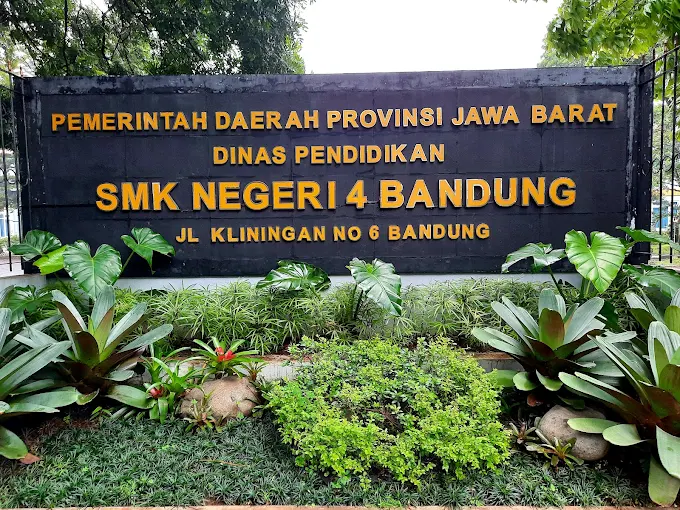 PEMERINTAH DAERAH PROVINSI JAWA BARAT
DINAS PENDIDIKAN
SMK NEGERI 4 BANDUNG
JL KLININGAN NO 6 BANDUNG